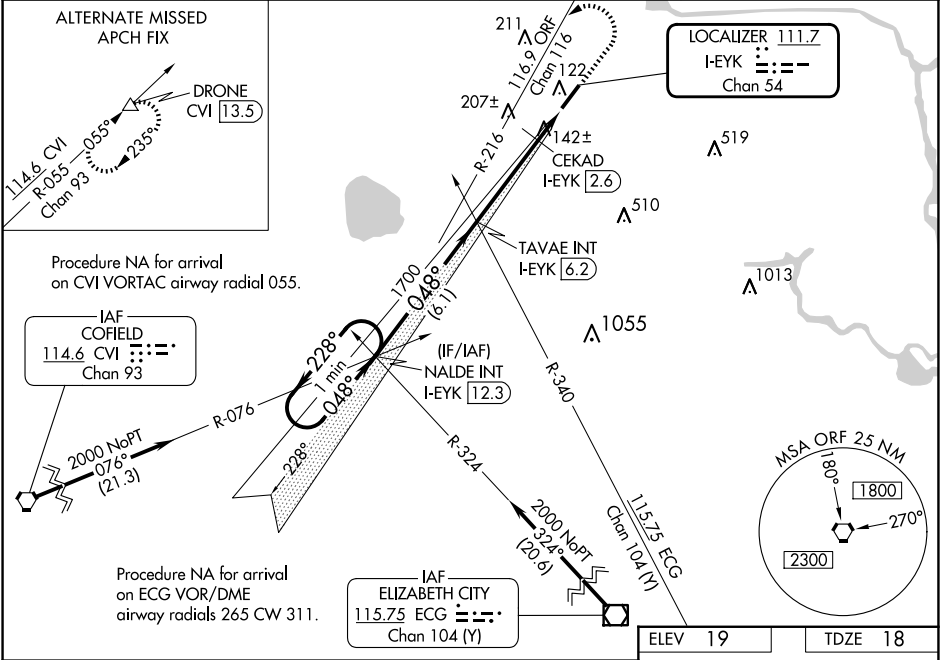 ALTERNATE MISSED
APCH FIX
DRONE
CVI 13.5
055°
235°
114.6 CVI
R-055
Chan 93
211
116.9 ORF
Chan 116
122
207±
R-216
142±
LOCALIZER 111.7
I-EYK
Chan 54
CEKAD
I-EYK 2.6
519
510
TAVAE INT
I-EYK 6.2
1013
1055
Procedure NA for arrival
on CVI VORTAC airway radial 055.
1700
048°
(6.1)
IAF
COFIELD
114.6 CVI
Chan 93
228°
1 min
048°
(IF/IAF)
NALDE INT
I-EYK 12.3
R-340
R-076
2000 NoPT
076°
(21.3)
228°
R-324
2000 NoPT
324°
(20.6)
115.75 ECG
Chan 104 (Y)
MSA ORF 25 NM
180°
1800
270°
2300
Procedure NA for arrival
on ECG VOR/DME
airway radials 265 CW 311.
IAF
ELIZABETH CITY
115.75 ECG
Chan 104 (Y)
ELEV 19
TDZE 18